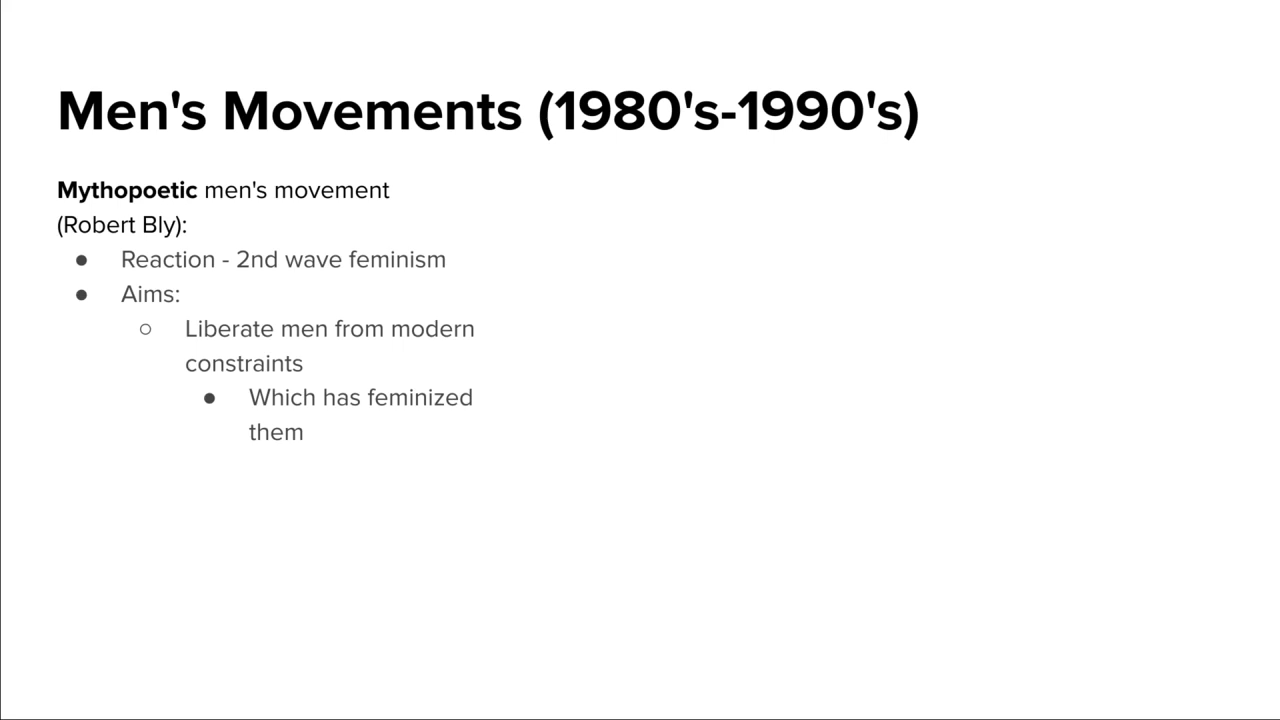 Men's Movements (1980's-1990's)
Mythopoetic men's movement
(Robert Bly):
● Reaction - 2nd wave feminism
● Aims:
○ Liberate men from modern
constraints
● Which has feminized
them